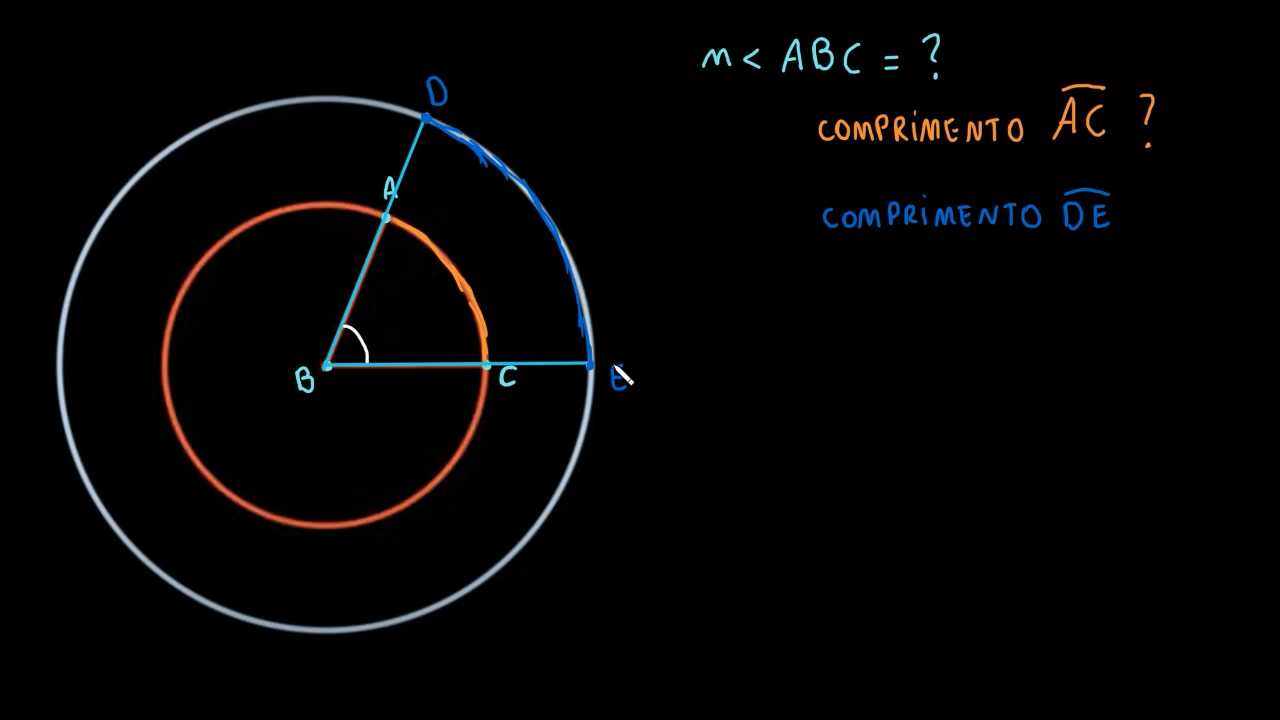 m< ABC = ?
COMPRIMENTO AC ?
COMPRIMENTO DE
D
A
B
C
E